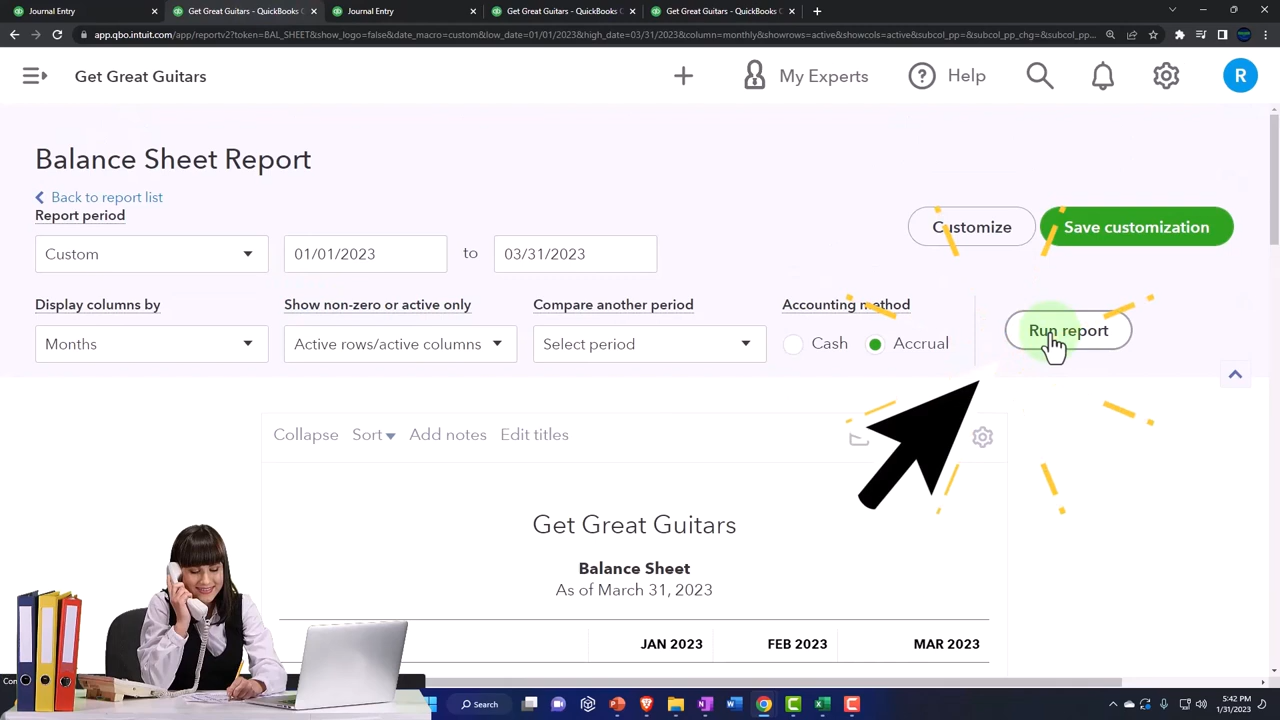 Journal Entry
Get Great Guitars - QuickBooks C
Journal Entry
Get Great Guitars - QuickBooks C
Get Great Guitars - QuickBooks C
app.qbo.intuit.com/app/reportv2?token=BAL_SHEET&show_logo=false&date_macro=custom&low_date=01/01/2023&high_date=03/31/2023&column=monthly&showrows=active&showcols=active&subcol_pp=&subcol_pp_chg=&subcol_pp...
Get Great Guitars
My Experts
Help
R
Balance Sheet Report
Back to report list
Report period
Custom
01/01/2023
to
03/31/2023
Customize
Save customization
Display columns by
Show non-zero or active only
Compare another period
Accounting method
Months
Active rows/active columns
Select period
Cash
Accrual
Run report
Collapse
Sort
Add notes
Edit titles
Get Great Guitars
Balance Sheet
As of March 31, 2023
JAN 2023
FEB 2023
MAR 2023
Search
5:42 PM
1/31/2023